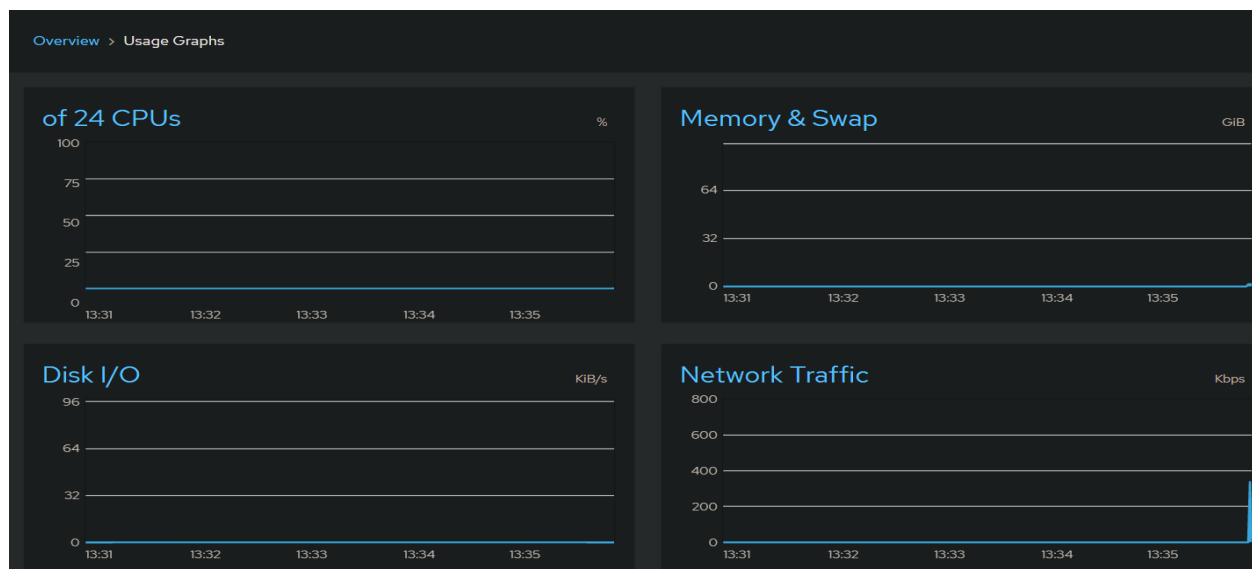 Overview > Usage Graphs
of 24 CPUs
%
100
75
50
25
0
13:31 13:32 13:33 13:34 13:35
Memory & Swap
GiB
64
32
0
13:31 13:32 13:33 13:34 13:35
Disk I/O
KiB/s
96
64
32
0
13:31 13:32 13:33 13:34 13:35
Network Traffic
Kbps
800
600
400
200
0
13:31 13:32 13:33 13:34 13:35